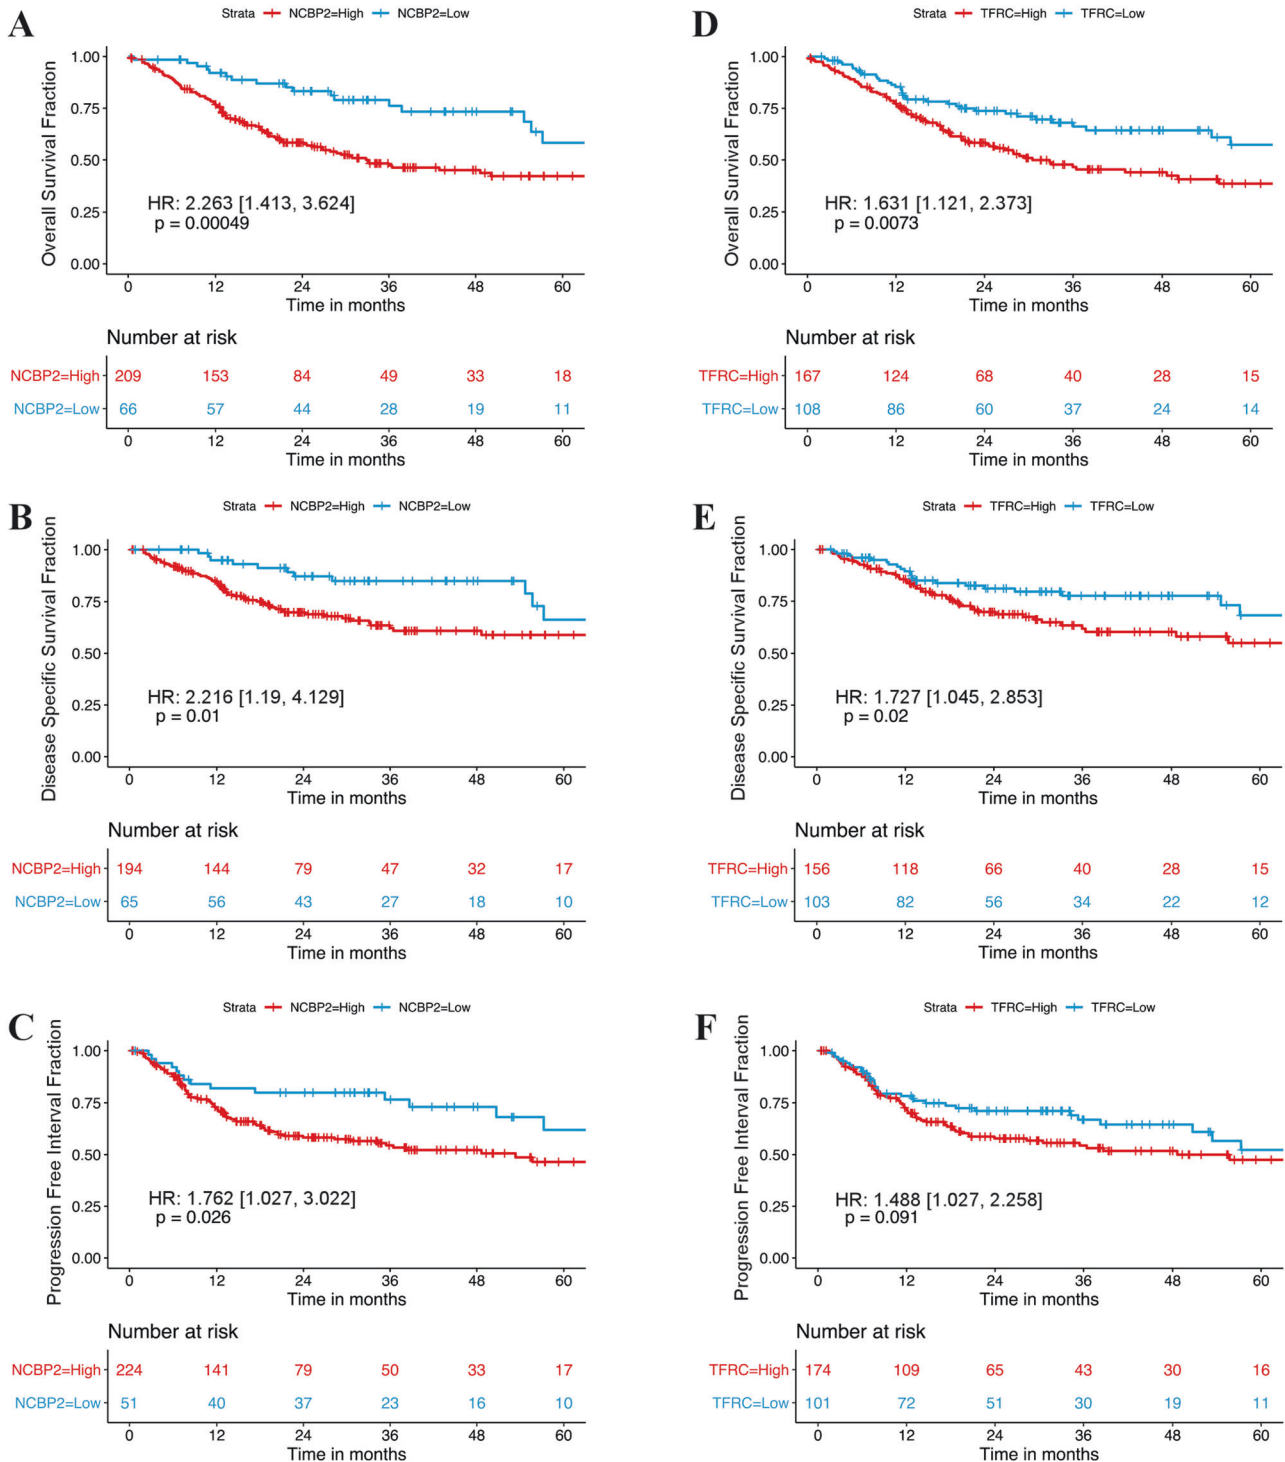 A
Strata NCBP2=High NCBP2=Low
Overall Survival Fraction
1.00
0.75
0.50
0.25
0.00
HR: 2.263 [1.413, 3.624]
p = 0.00049
0 12 24 36 48 60
Time in months
Number at risk
NCBP2=High 209 153 84 49 33 18
NCBP2=Low 66 57 44 28 19 11
0 12 24 36 48 60
Time in months
D
Strata TFRC=High TFRC=Low
Overall Survival Fraction
1.00
0.75
0.50
0.25
0.00
HR: 1.631 [1.121, 2.373]
p = 0.0073
0 12 24 36 48 60
Time in months
Number at risk
TFRC=High 167 124 68 40 28 15
TFRC=Low 108 86 60 37 24 14
0 12 24 36 48 60
Time in months
B
Strata NCBP2=High NCBP2=Low
Disease Specific Survival Fraction
1.00
0.75
0.50
0.25
0.00
HR: 2.216 [1.19, 4.129]
p = 0.01
0 12 24 36 48 60
Time in months
Number at risk
NCBP2=High 194 144 79 47 32 17
NCBP2=Low 65 56 43 27 18 10
0 12 24 36 48 60
Time in months
E
Strata TFRC=High TFRC=Low
Disease Specific Survival Fraction
1.00
0.75
0.50
0.25
0.00
HR: 1.727 [1.045, 2.853]
p = 0.02
0 12 24 36 48 60
Time in months
Number at risk
TFRC=High 156 118 66 40 28 15
TFRC=Low 103 82 56 34 22 12
0 12 24 36 48 60
Time in months
C
Strata NCBP2=High NCBP2=Low
Progression Free Interval Fraction
1.00
0.75
0.50
0.25
0.00
HR: 1.762 [1.027, 3.022]
p = 0.026
0 12 24 36 48 60
Time in months
Number at risk
NCBP2=High 224 141 79 50 33 17
NCBP2=Low 51 40 37 23 16 10
0 12 24 36 48 60
Time in months
F
Strata TFRC=High TFRC=Low
Progression Free Interval Fraction
1.00
0.75
0.50
0.25
0.00
HR: 1.488 [1.027, 2.258]
p = 0.091
0 12 24 36 48 60
Time in months
Number at risk
TFRC=High 174 109 65 43 30 16
TFRC=Low 101 72 51 30 19 11
0 12 24 36 48 60
Time in months